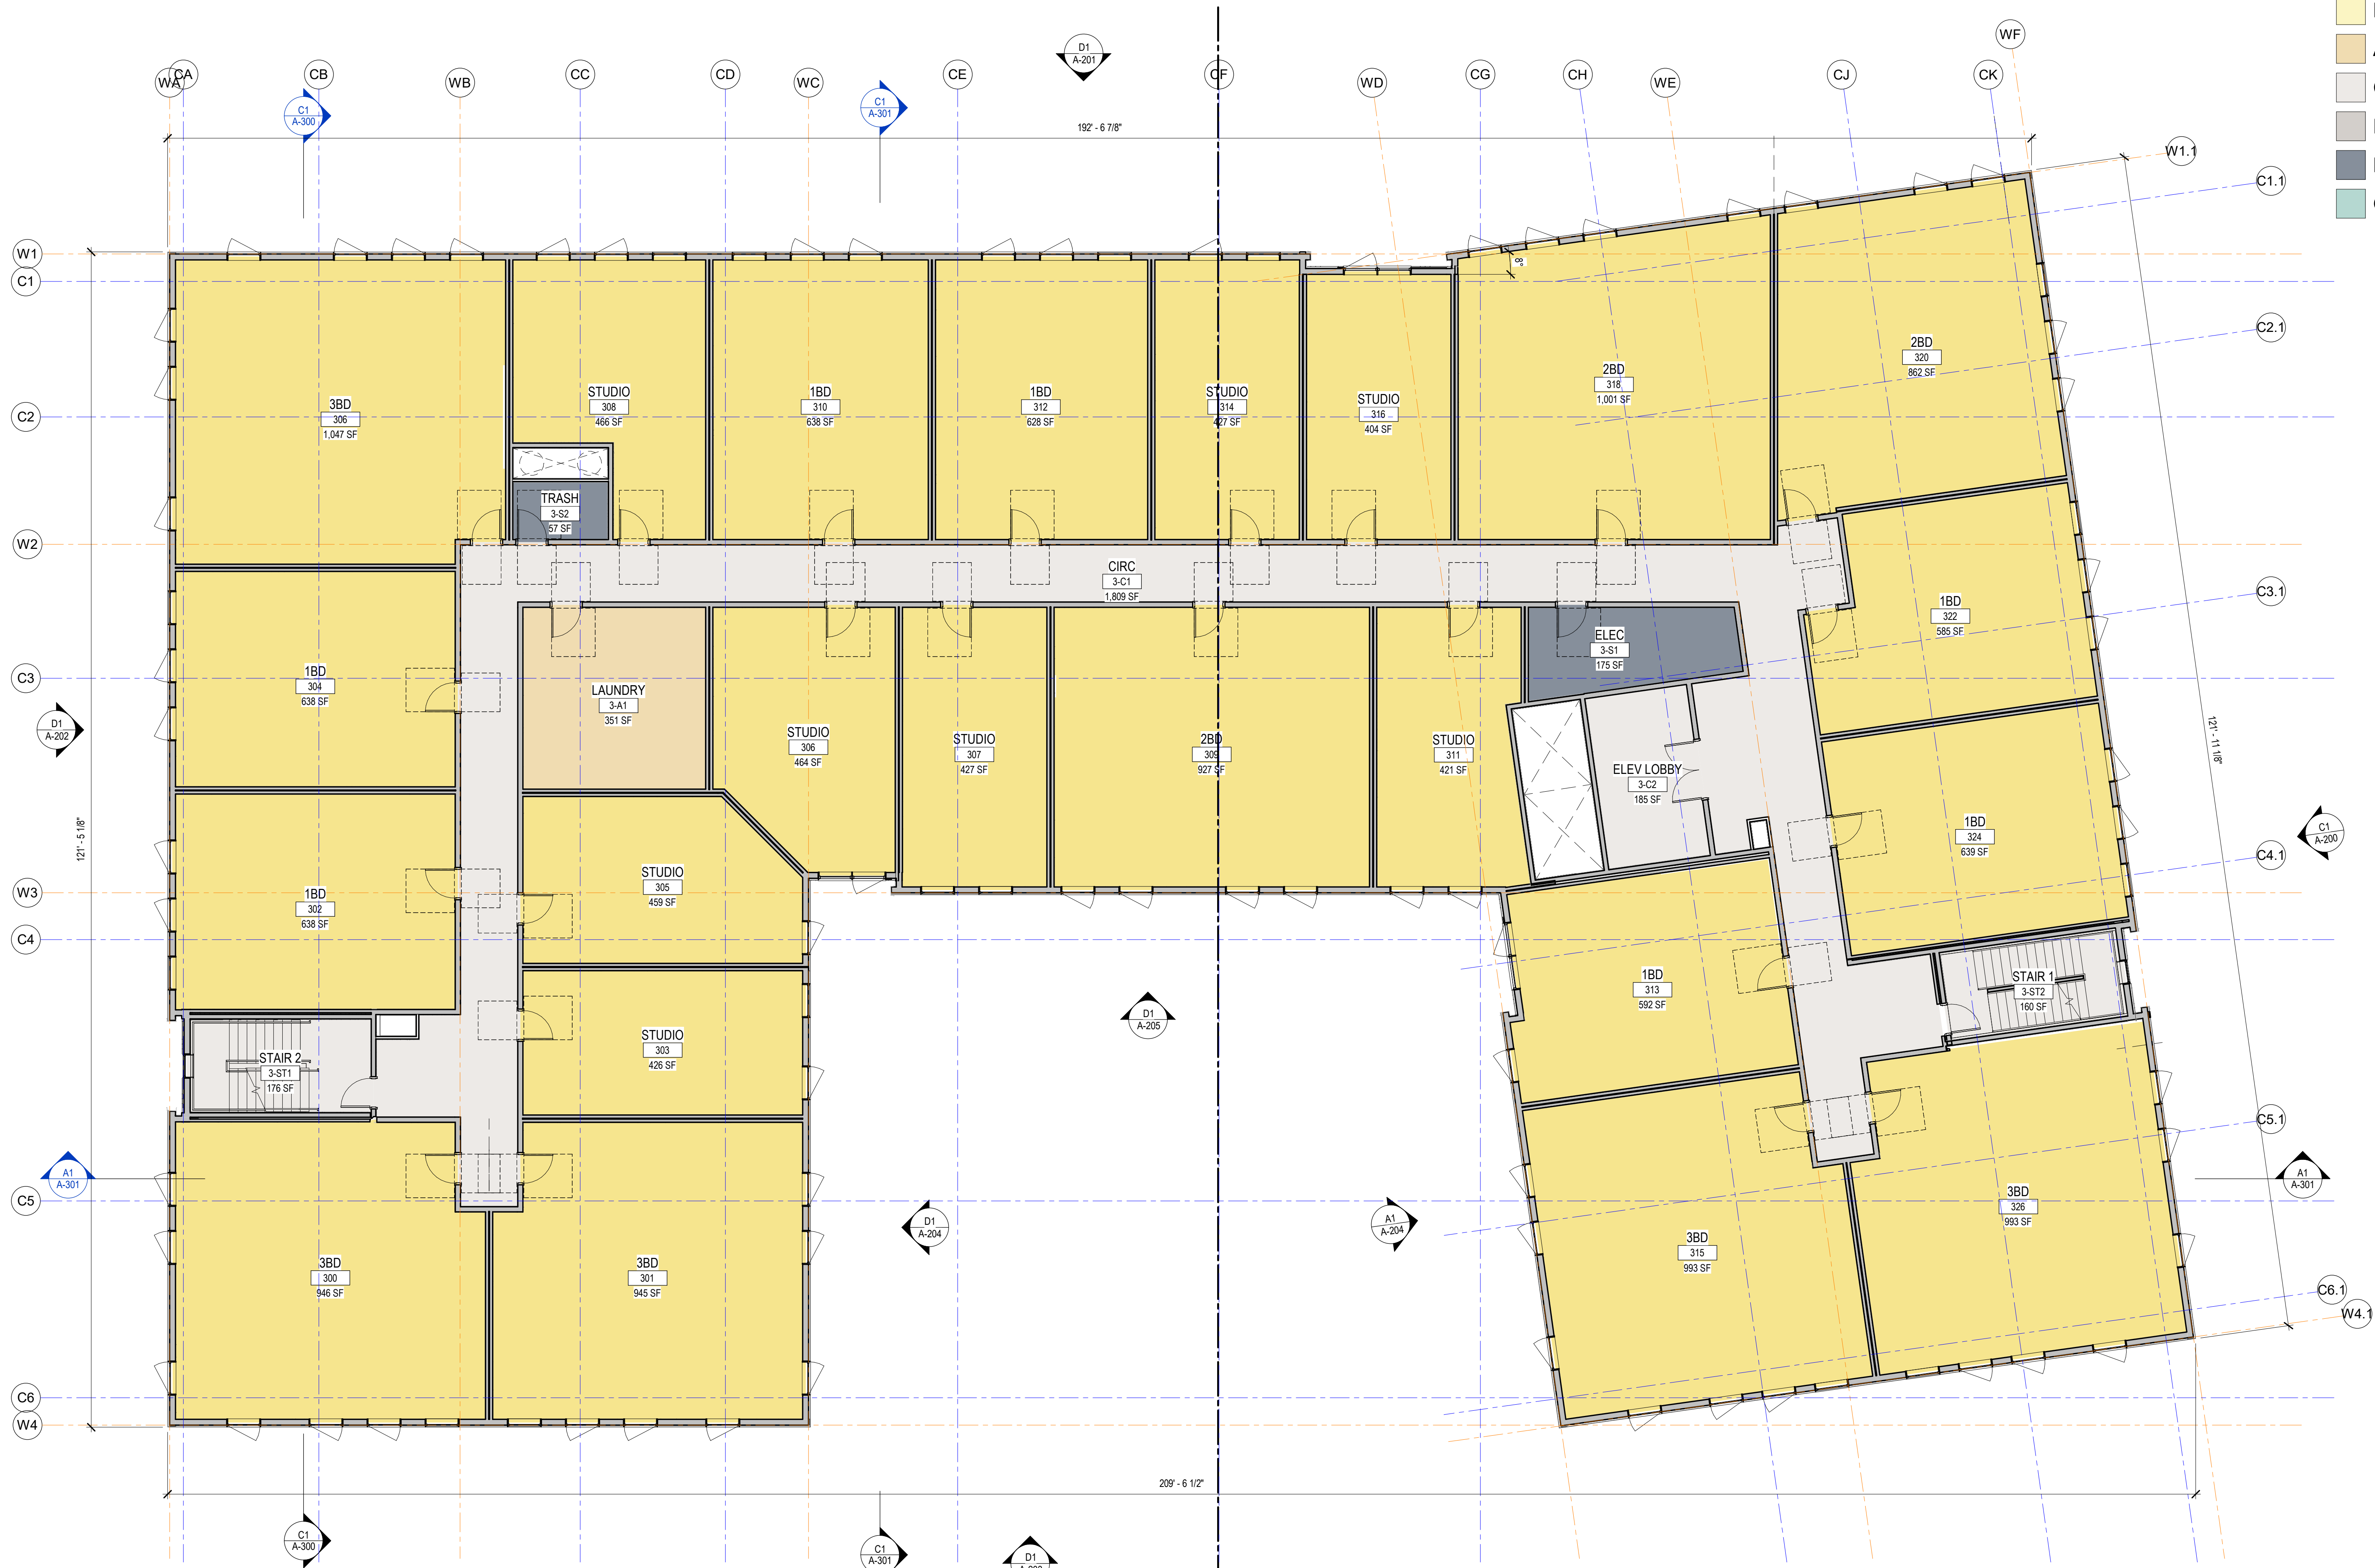 WF
D1
A-201
WA
CA
CB
WB
CC
CD
WC
CE
CF
WD
CG
CH
WE
CJ
CK
C1
A-300
C1
A-301
192' - 6 7/8"
W1.1
C1.1
W1
C1
8°
C2.1
2BD
320
862 SF
2BD
318
1,001 SF
3BD
306
1,047 SF
STUDIO
308
466 SF
1BD
310
638 SF
1BD
312
628 SF
STUDIO
314
427 SF
STUDIO
316
404 SF
C2
TRASH
3-S2
57 SF
W2
CIRC
3-C1
1,809 SF
C3.1
1BD
322
585 SF
ELEC
3-S1
175 SF
C3
1BD
304
638 SF
LAUNDRY
3-A1
351 SF
D1
A-202
STUDIO
306
464 SF
STUDIO
307
427 SF
2BD
309
927 SF
STUDIO
311
421 SF
ELEV LOBBY
3-C2
185 SF
121' - 11 1/8"
1BD
324
639 SF
C1
A-200
121' - 5 1/8"
C4.1
W3
1BD
302
638 SF
STUDIO
305
459 SF
C4
1BD
313
592 SF
STAIR 1
3-ST2
160 SF
D1
A-205
STUDIO
303
426 SF
STAIR 2
3-ST1
176 SF
C5.1
A1
A-301
A1
A-301
C5
D1
A-204
A1
A-204
3BD
326
993 SF
3BD
315
993 SF
3BD
300
946 SF
3BD
301
945 SF
C6.1
W4.1
C6
W4
209' - 6 1/2"
C1
A-300
C1
A-301
D1